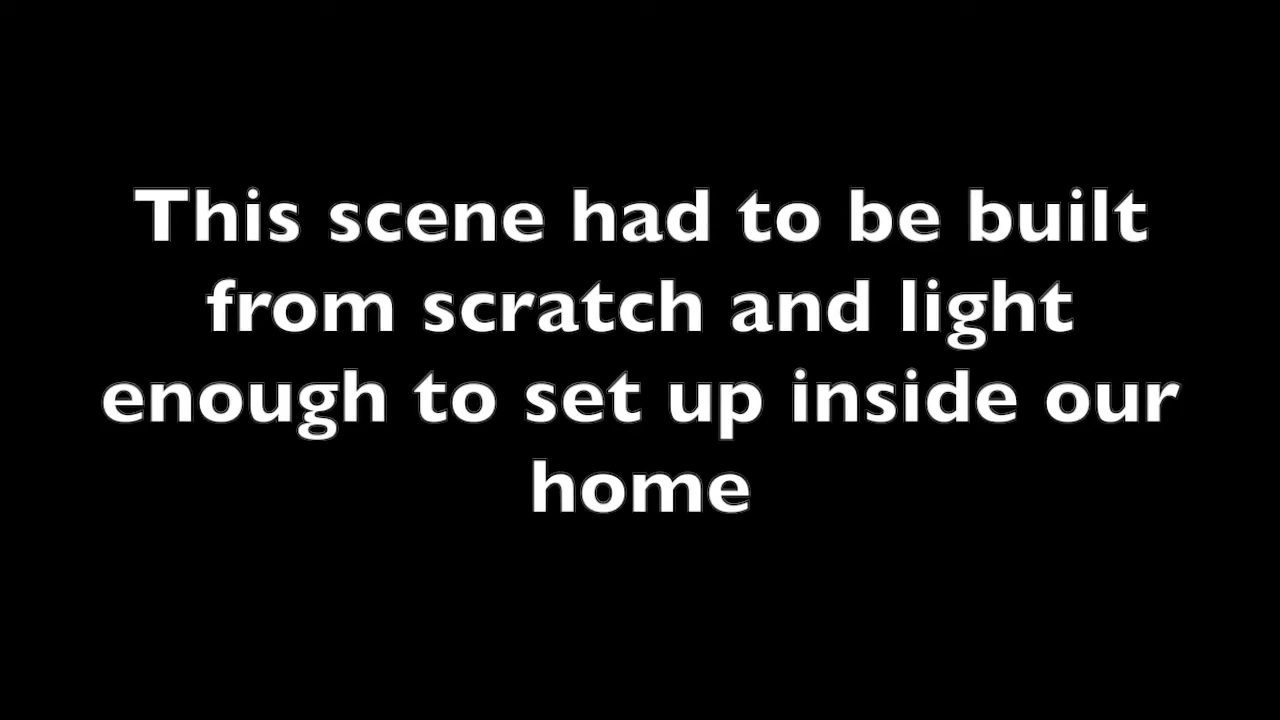 This scene had to be built
from scratch and light
enough to set up inside our
home